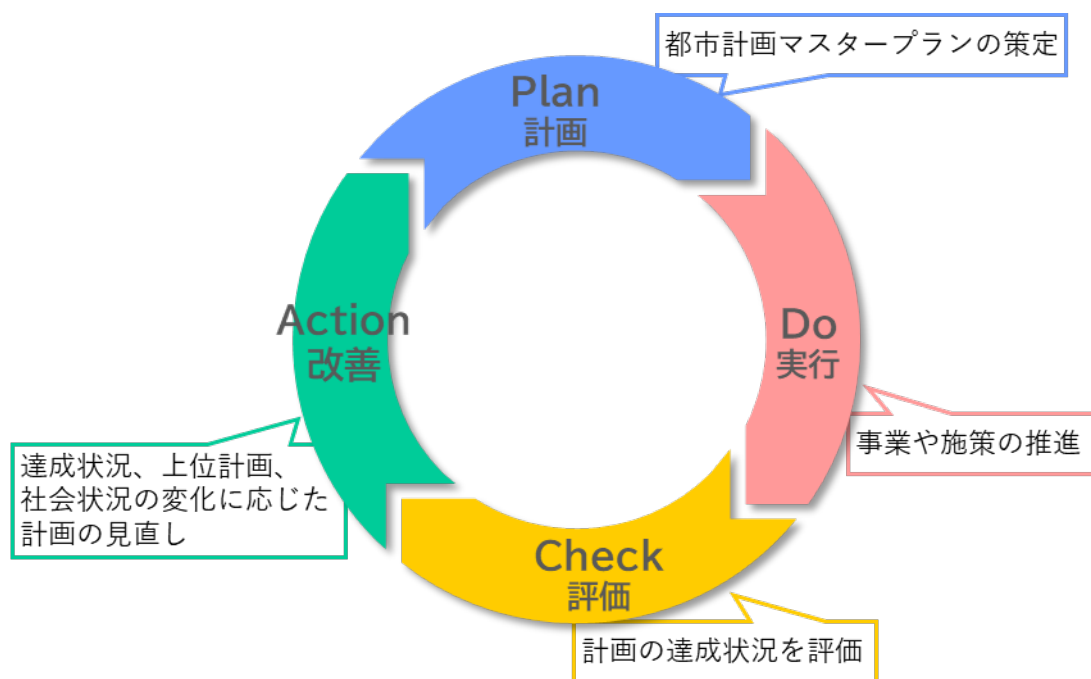 都市計画マスタープランの策定
Plan
計画
Do
実行
事業や施策の推進
Check
評価
計画の達成状況を評価
Action
改善
達成状況、上位計画、
社会状況の変化に応じた
計画の見直し